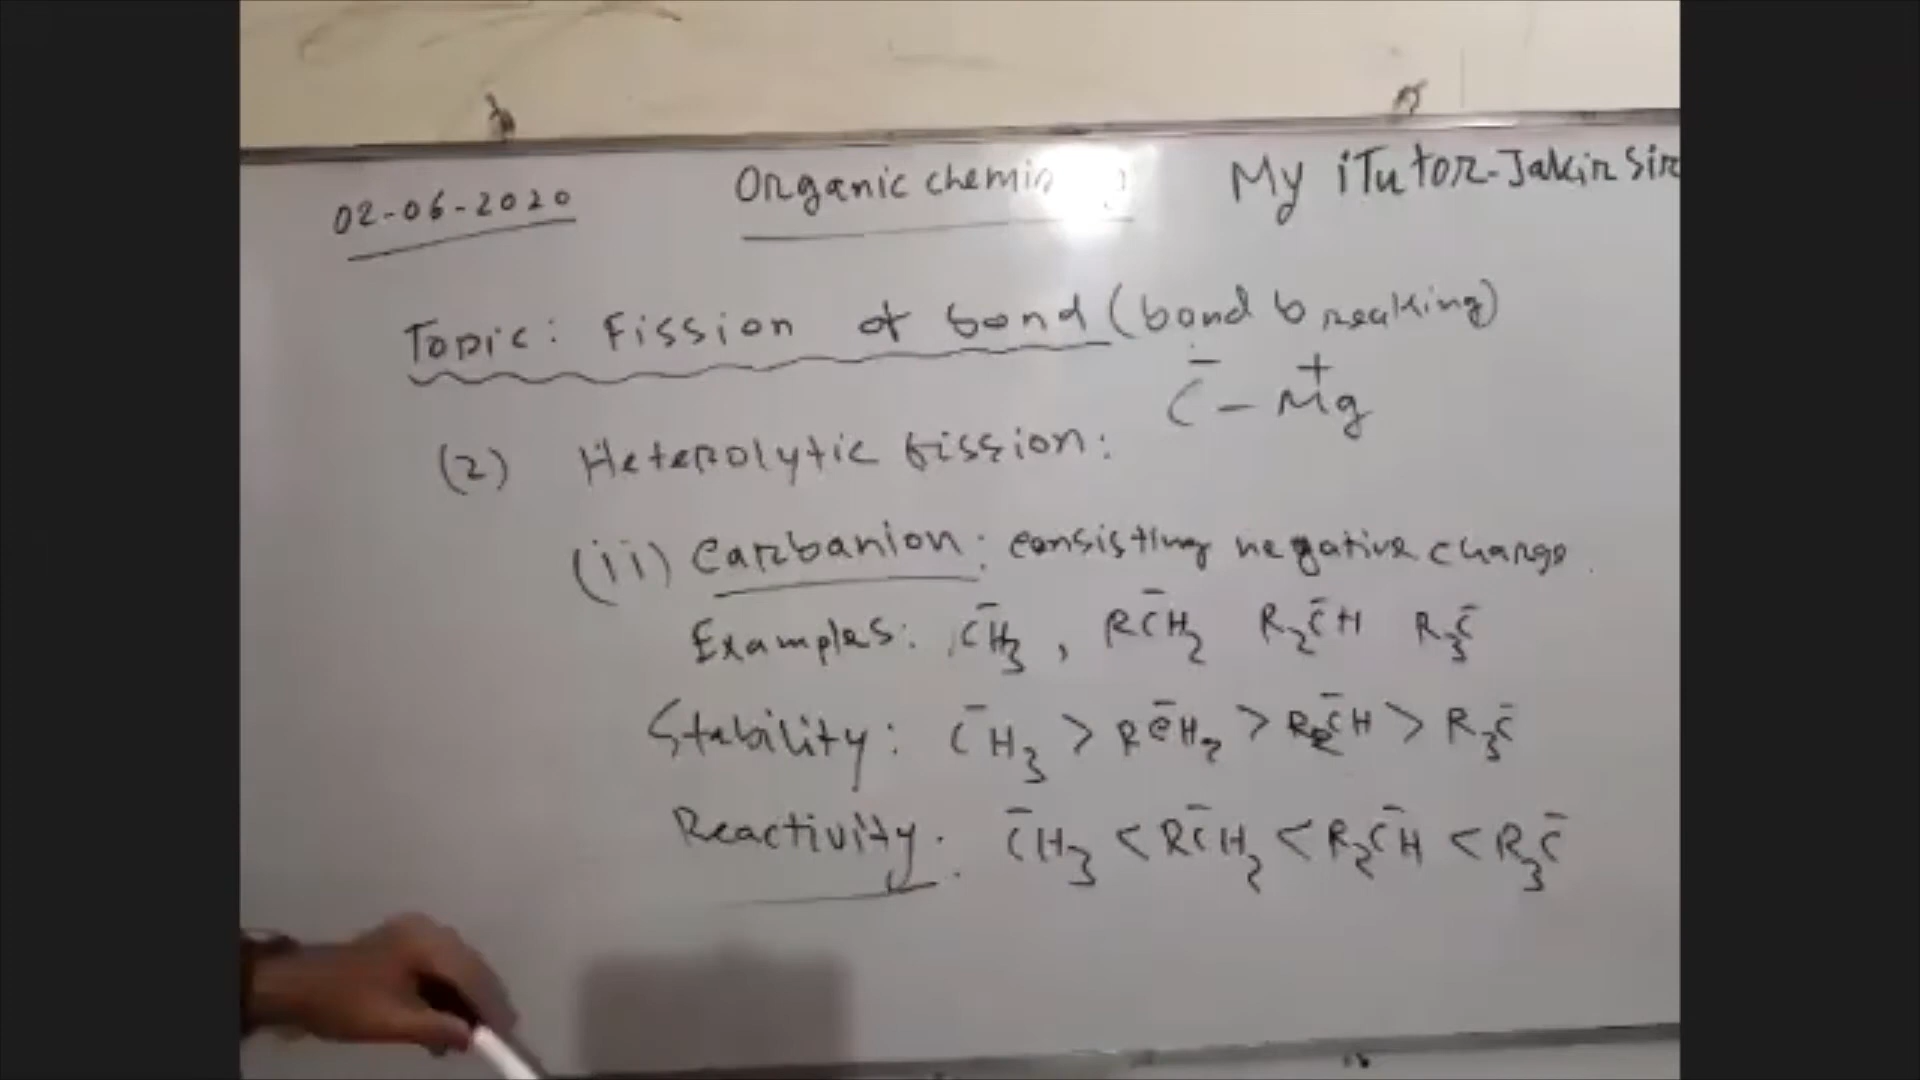 02-06-2020 Organic chemis My iTutor-Jakir Sir
Topic: Fission of bond (bond breaking)
C̄ - Mg⁺
(2) Heterolytic fission:
(ii) Carbanion: consisting negative charge.
Examples: C̄H₃, RC̄H₂ R₂C̄H R₃C̄
Stability: C̄H₃ > RC̄H₂ > R₂C̄H > R₃C̄
Reactivity: C̄H₃ < RC̄H₂ < R₂C̄H < R₃C̄